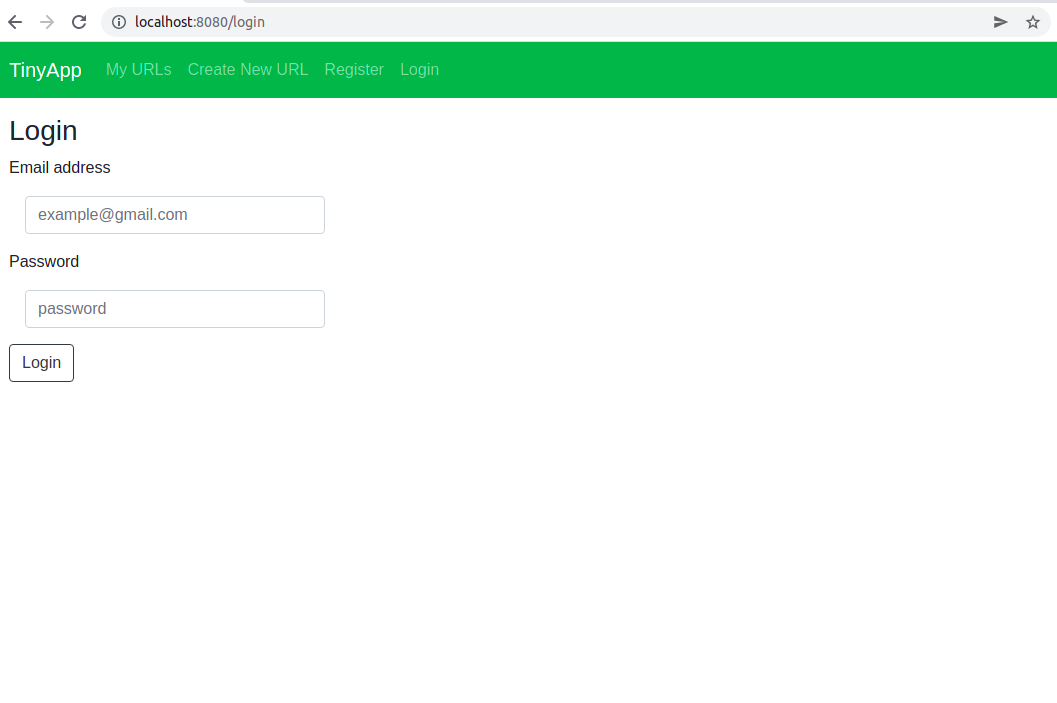 localhost:8080/login
TinyApp My URLs Create New URL Register Login
Login
Email address
example@gmail.com
Password
password
Login